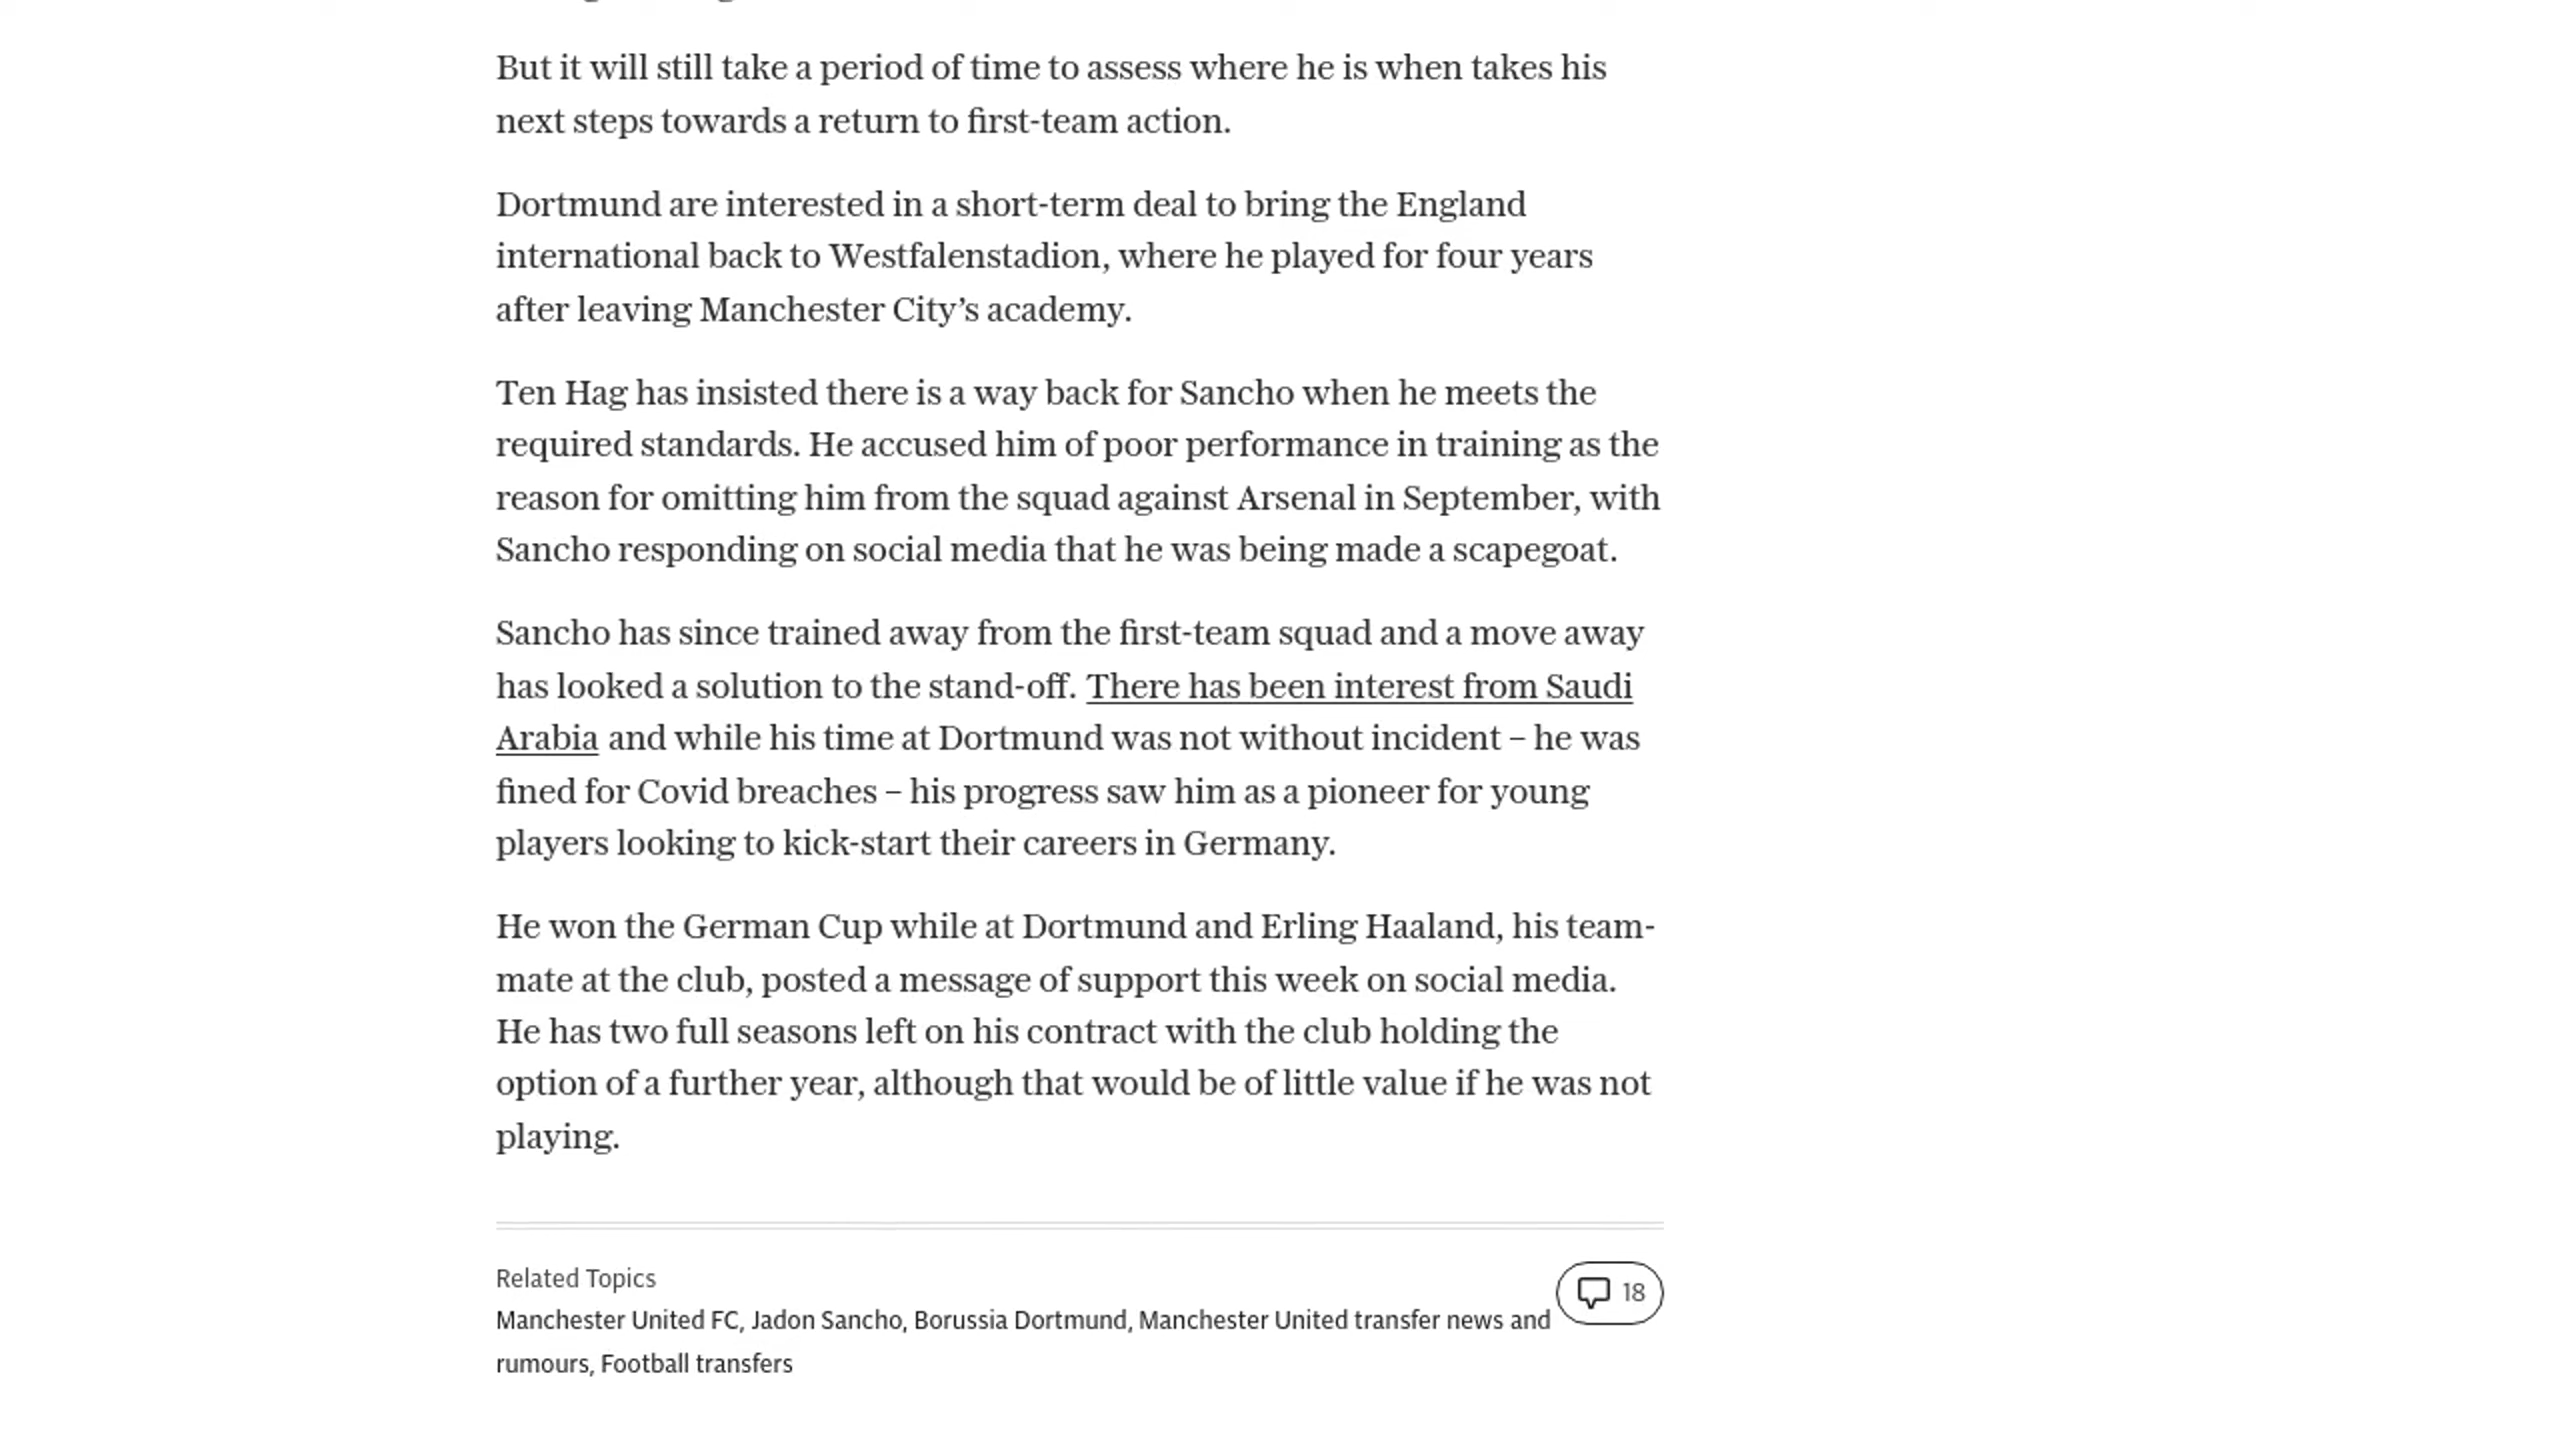 But it will still take a period of time to assess where he is when takes his
next steps towards a return to first-team action.
Dortmund are interested in a short-term deal to bring the England
international back to Westfalenstadion, where he played for four years
after leaving Manchester City’s academy.
Ten Hag has insisted there is a way back for Sancho when he meets the
required standards. He accused him of poor performance in training as the
reason for omitting him from the squad against Arsenal in September, with
Sancho responding on social media that he was being made a scapegoat.
Sancho has since trained away from the first-team squad and a move away
has looked a solution to the stand-off. There has been interest from Saudi
Arabia and while his time at Dortmund was not without incident – he was
fined for Covid breaches – his progress saw him as a pioneer for young
players looking to kick-start their careers in Germany.
He won the German Cup while at Dortmund and Erling Haaland, his team-
mate at the club, posted a message of support this week on social media.
He has two full seasons left on his contract with the club holding the
option of a further year, although that would be of little value if he was not
playing.
Related Topics
18
Manchester United FC, Jadon Sancho, Borussia Dortmund, Manchester United transfer news and
rumours, Football transfers